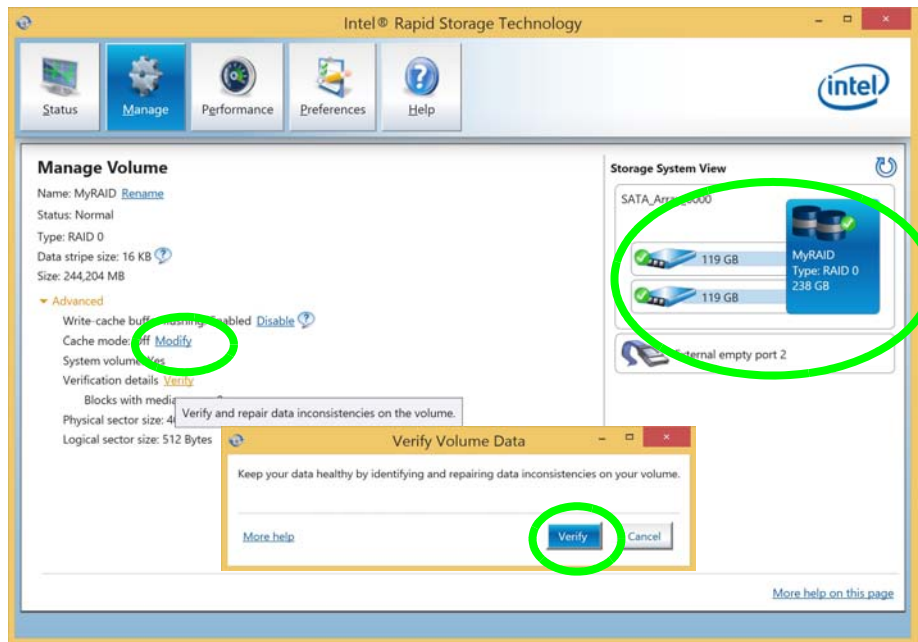 Intel® Rapid Storage Technology
Status
Manage
Performance
Preferences
Help
intel
Manage Volume
Name: MyRAID Rename
Status: Normal
Type: RAID 0
Data stripe size: 16 KB
Size: 244,204 MB
Advanced
Write-cache buffer flushing: Enabled Disable
Cache mode: Off Modify
System volume: Yes
Verification details Verify
Blocks with media
Verify and repair data inconsistencies on the volume.
Physical sector size:
Logical sector size: 512 Bytes
Storage System View
SATA_Array_0000
119 GB
119 GB
MyRAID
Type: RAID 0
238 GB
External empty port 2
Verify Volume Data
Keep your data healthy by identifying and repairing data inconsistencies on your volume.
More help
Verify
Cancel
More help on this page